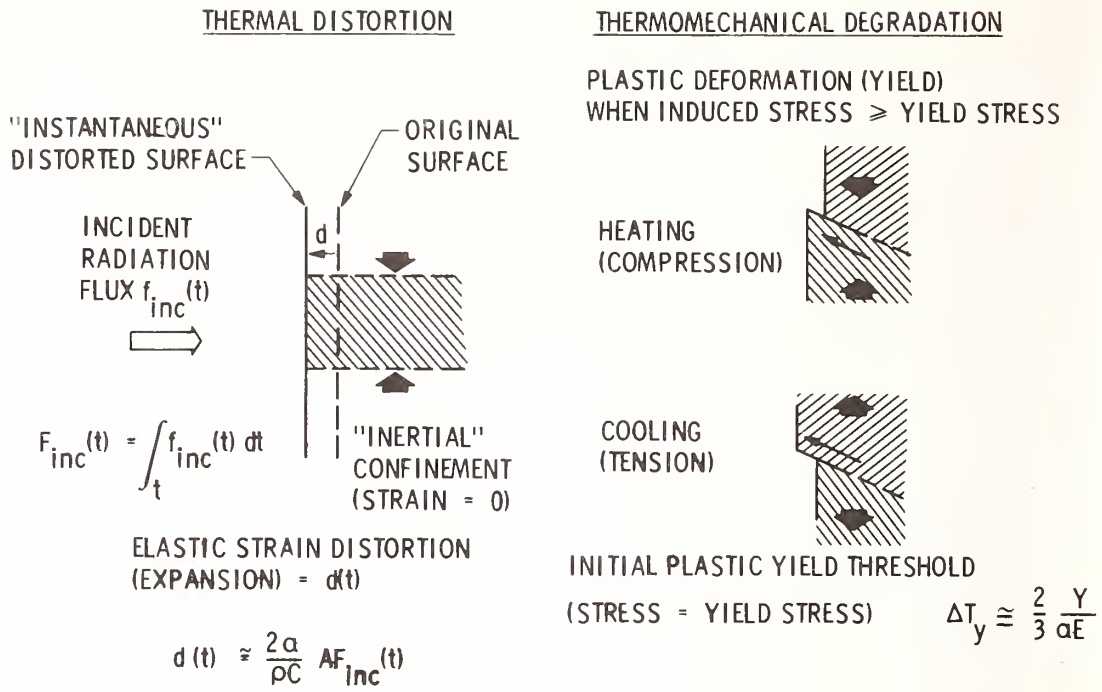 THERMAL DISTORTION
"INSTANTANEOUS"
DISTORTED SURFACE
ORIGINAL
SURFACE
d
INCIDENT
RADIATION
FLUX f_inc(t)
F_inc(t) = ∫_t f_inc(t) dt
"INERTIAL"
CONFINEMENT
(STRAIN = 0)
ELASTIC STRAIN DISTORTION
(EXPANSION) = d(t)
d (t) ≅ 2α/ρC AF_inc(t)
THERMOMECHANICAL DEGRADATION
PLASTIC DEFORMATION (YIELD)
WHEN INDUCED STRESS ≥ YIELD STRESS
HEATING
(COMPRESSION)
COOLING
(TENSION)
INITIAL PLASTIC YIELD THRESHOLD
(STRESS = YIELD STRESS) ΔT_y ≅ 2/3 Y/αE